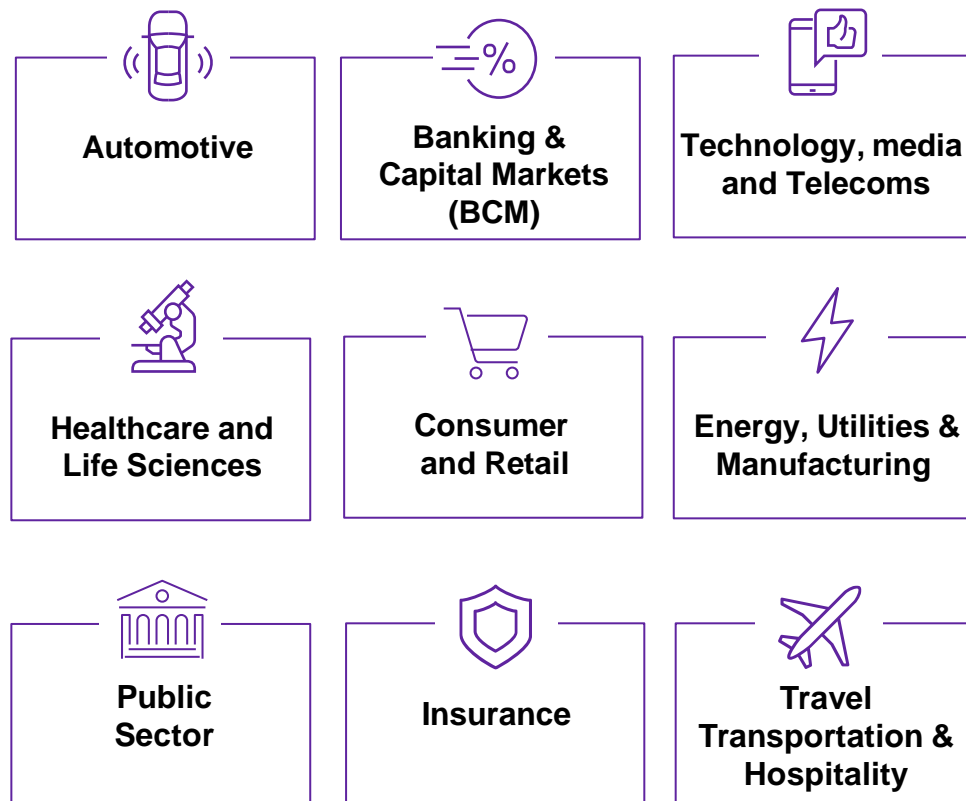 %
Automotive
Banking &
Capital Markets
(BCM)
Technology, media
and Telecoms
Healthcare and
Life Sciences
Consumer
and Retail
Energy, Utilities &
Manufacturing
Public
Sector
Insurance
Travel
Transportation &
Hospitality